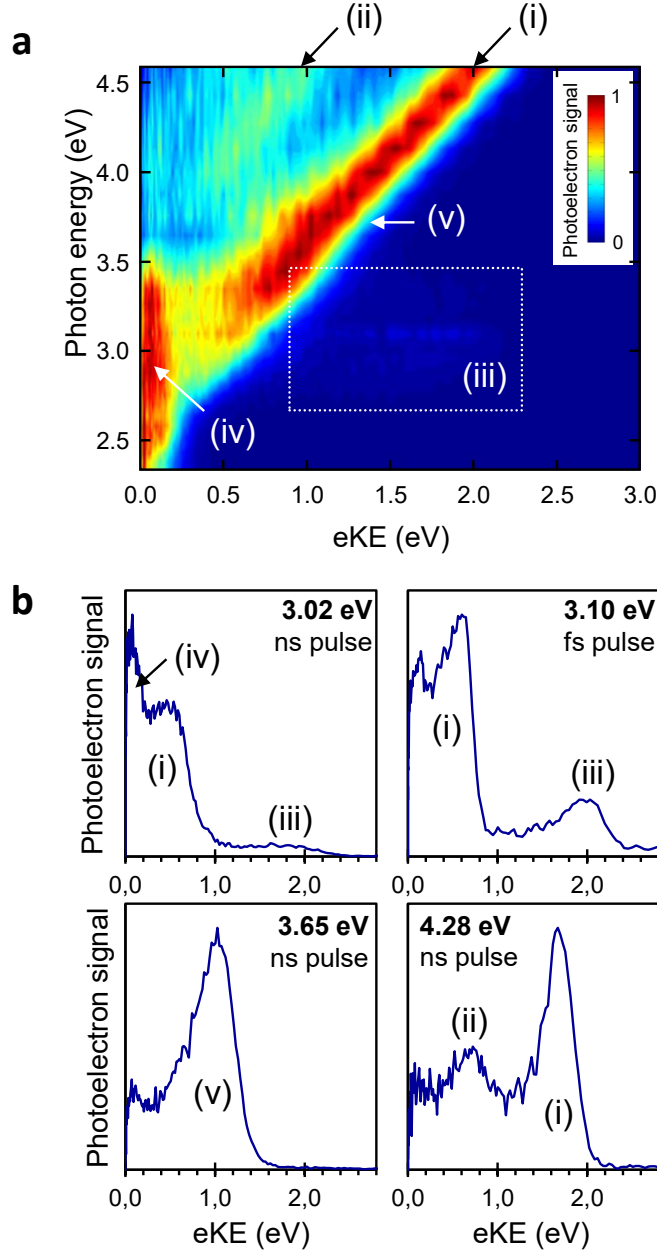 a
(ii)
(i)
Photon energy (eV)
4.5
4.0
3.5
3.0
2.5
Photoelectron signal
1
0
(v)
(iii)
(iv)
0.0 0.5 1.0 1.5 2.0 2.5 3.0
eKE (eV)
b
Photoelectron signal
3.02 eV
ns pulse
(iv)
(i)
(iii)
0,0 1,0 2,0
3.10 eV
fs pulse
(i)
(iii)
0,0 1,0 2,0
Photoelectron signal
3.65 eV
ns pulse
(v)
0,0 1,0 2,0
eKE (eV)
4.28 eV
ns pulse
(ii)
(i)
0,0 1,0 2,0
eKE (eV)